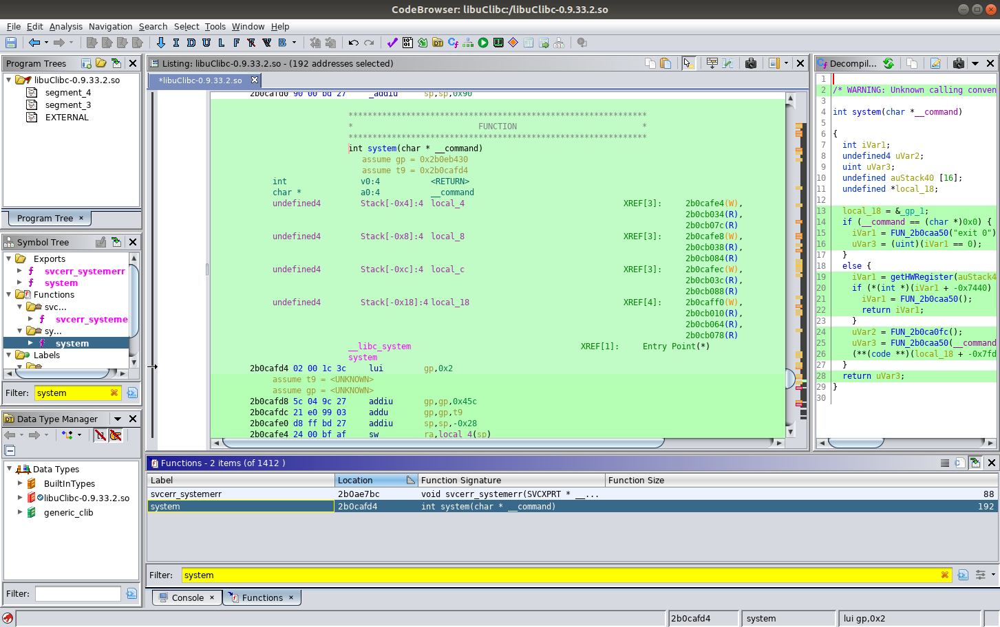 CodeBrowser: libuClibc:/libuClibc-0.9.33.2.so
File Edit Analysis Navigation Search Select Tools Window Help
I D U L F R V B
Program Trees
libuClibc-0.9.33.2.so
segment_4
segment_3
EXTERNAL
Program Tree ×
Symbol Tree
Exports
svcerr_systemerr
system
Functions
svc...
svcerr_systeme
sy...
system
Labels
Filter: system
Data Type Manager
Data Types
BuiltInTypes
libuClibc-0.9.33.2.so
generic_clib
Filter:
Listing: libuClibc-0.9.33.2.so - (192 addresses selected)
*libuClibc-0.9.33.2.so
2b0cafd0 90 00 bd 27 _addiu sp,sp,0x90
**************************************************************
* FUNCTION *
**************************************************************
int system(char * __command)
assume gp = 0x2b0eb430
assume t9 = 0x2b0cafd4
int v0:4 <RETURN>
char * a0:4 __command
undefined4 Stack[-0x4]:4 local_4 XREF[3]: 2b0cafe4(W),
2b0cb034(R),
2b0cb07c(R)
undefined4 Stack[-0x8]:4 local_8 XREF[3]: 2b0cafe8(W),
2b0cb038(R),
2b0cb084(R)
undefined4 Stack[-0xc]:4 local_c XREF[3]: 2b0cafec(W),
2b0cb03c(R),
2b0cb088(R)
undefined4 Stack[-0x18]:4 local_18 XREF[4]: 2b0caff0(W),
2b0cb010(R),
2b0cb064(R),
2b0cb078(R)
__libc_system XREF[1]: Entry Point(*)
system
2b0cafd4 02 00 1c 3c lui gp,0x2
assume t9 = <UNKNOWN>
assume gp = <UNKNOWN>
2b0cafd8 5c 04 9c 27 addiu gp,gp,0x45c
2b0cafdc 21 e0 99 03 addu gp,gp,t9
2b0cafe0 d8 ff bd 27 addiu sp,sp,-0x28
2b0cafe4 24 00 bf af sw ra,local_4(sp)
Decompil...
1
2 /* WARNING: Unknown calling conven
3
4 int system(char *__command)
5
6 {
7 int iVar1;
8 undefined4 uVar2;
9 uint uVar3;
10 undefined auStack40 [16];
11 undefined *local_18;
12
13 local_18 = &_gp_1;
14 if (__command == (char *)0x0) {
15 iVar1 = FUN_2b0caa50("exit 0")
16 uVar3 = (uint)(iVar1 == 0);
17 }
18 else {
19 iVar1 = getHWRegister(auStack4
20 if (*(int *)(iVar1 + -0x7440)
21 iVar1 = FUN_2b0caa50();
22 return iVar1;
23 }
24 uVar2 = FUN_2b0ca0fc();
25 uVar3 = FUN_2b0caa50(__command
26 (**(code **)(local_18 + -0x7fd
27 }
28 return uVar3;
29 }
30
Functions - 2 items (of 1412 )
Label Location Function Signature Function Size
svcerr_systemerr 2b0ae7bc void svcerr_systemerr(SVCXPRT * __... 88
system 2b0cafd4 int system(char * __command) 192
Filter: system
Console × Functions ×
2b0cafd4 system lui gp,0x2